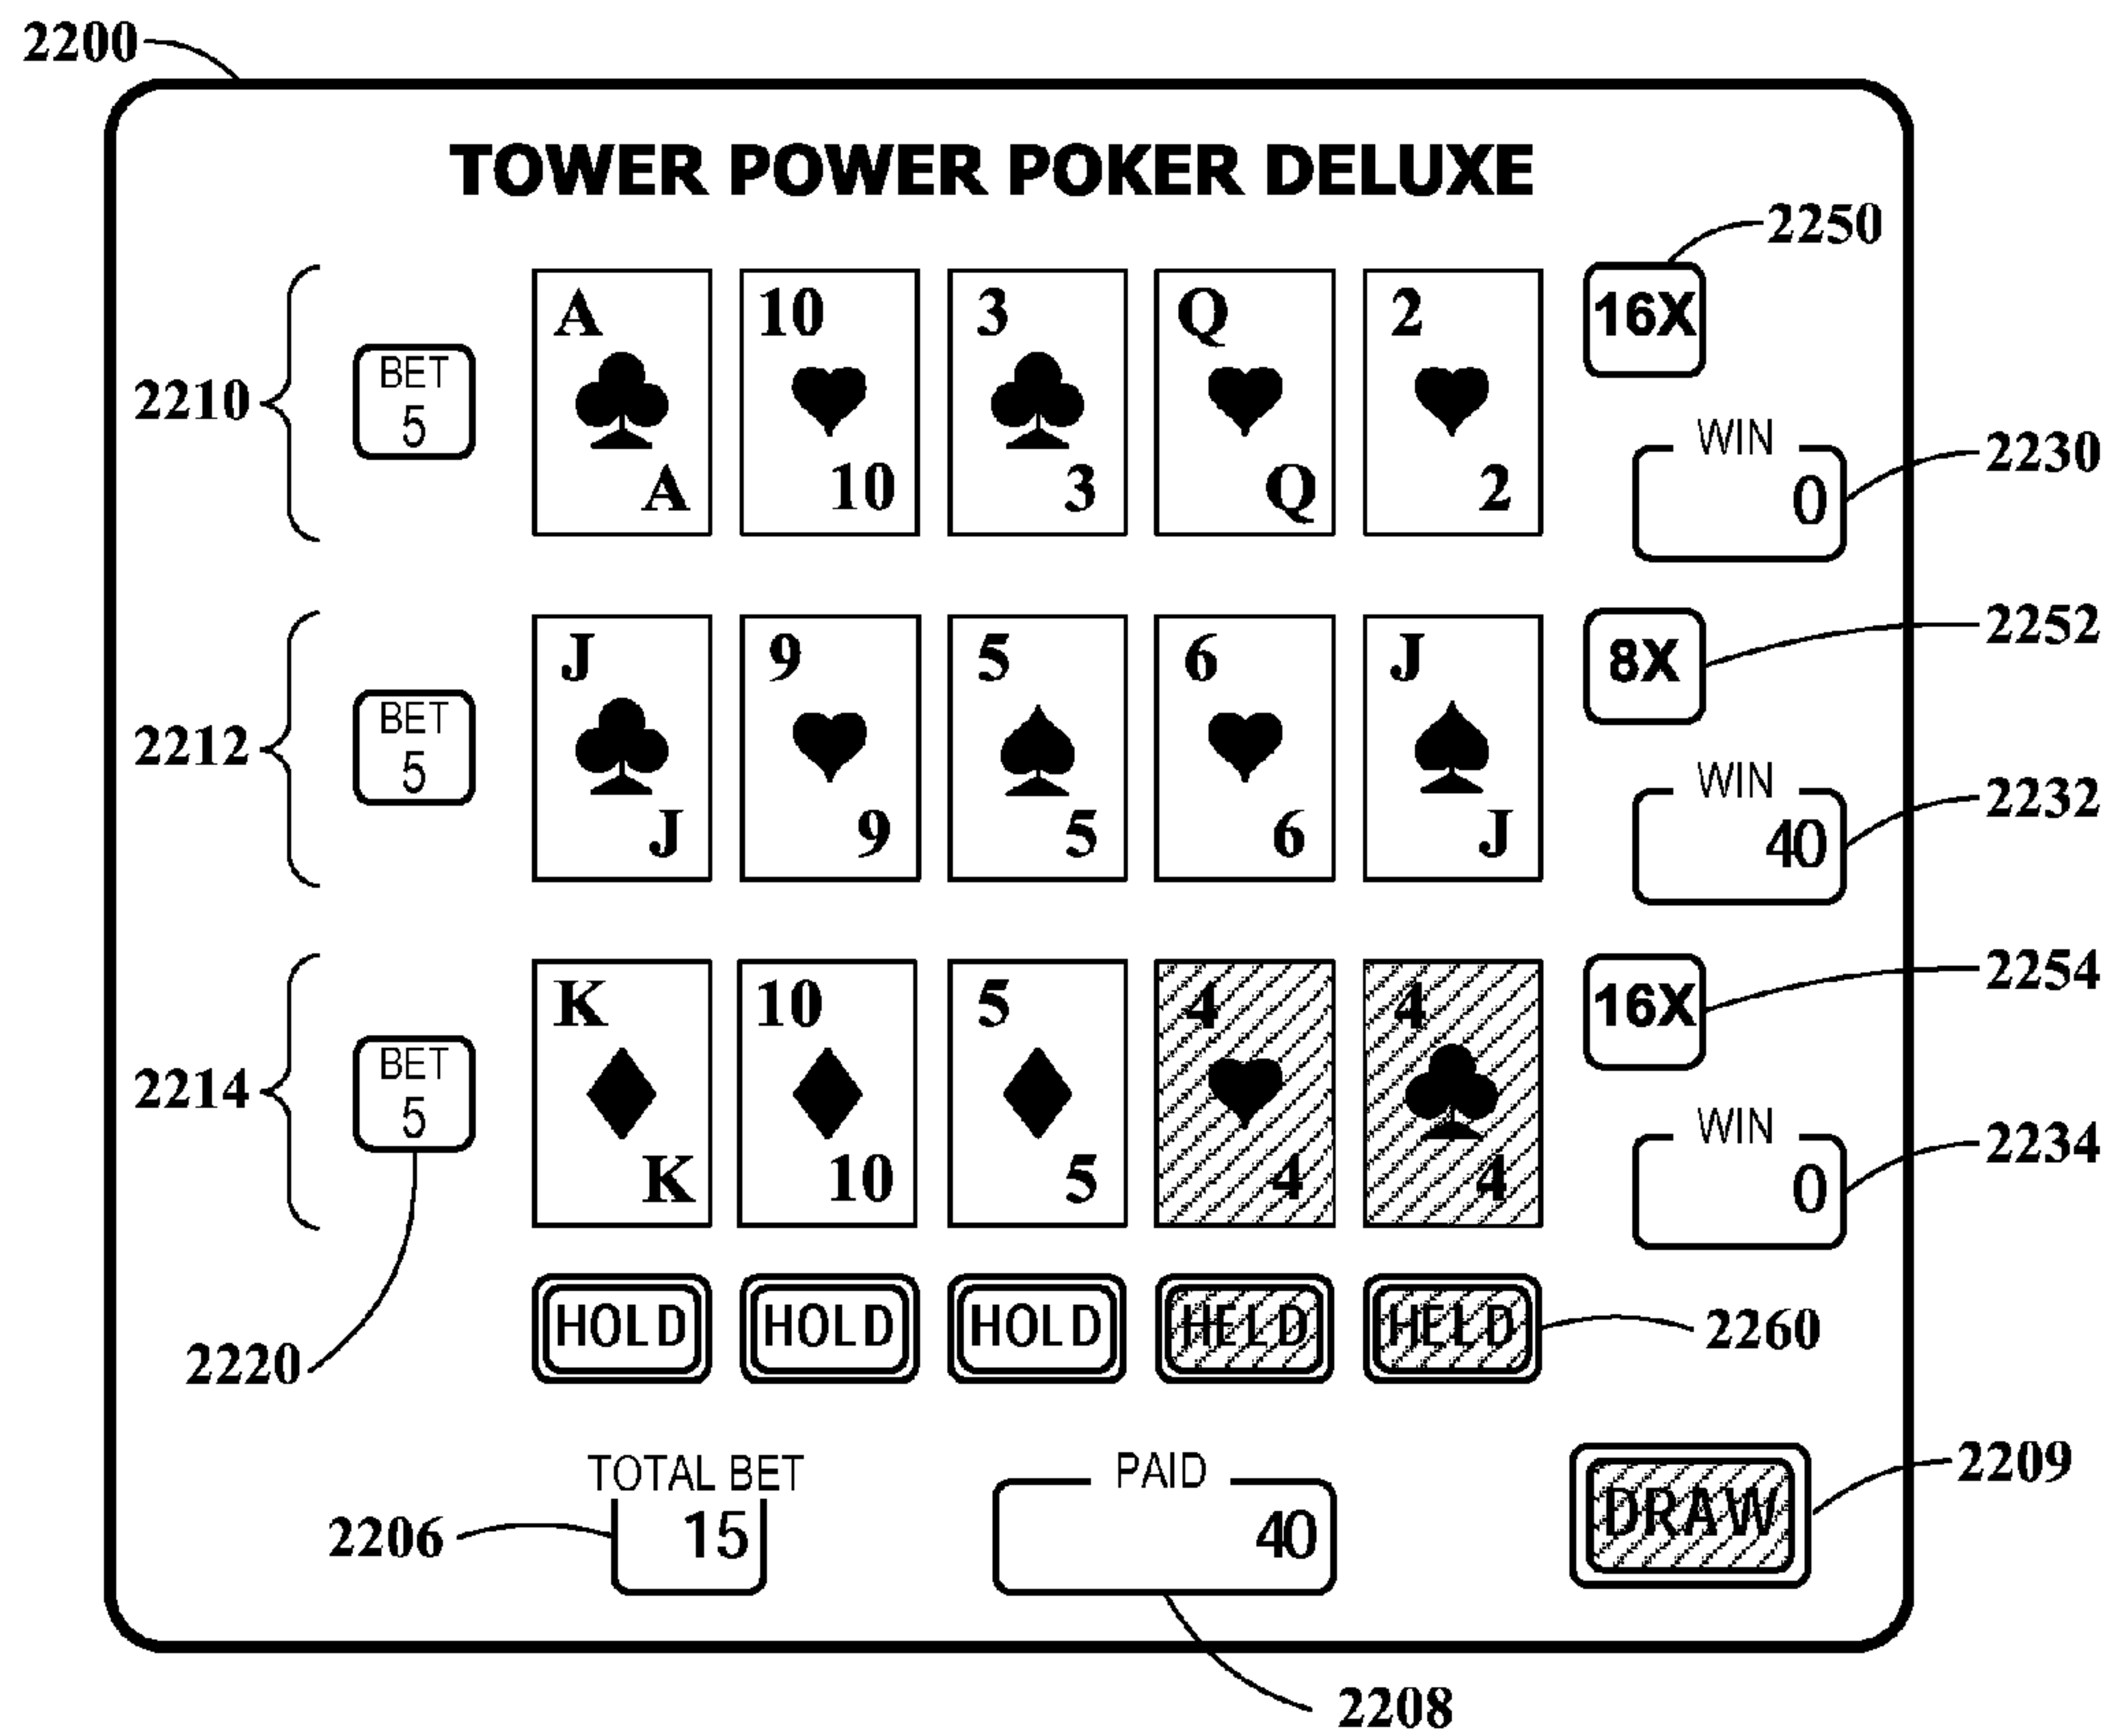 2200
TOWER POWER POKER DELUXE
2250
A 10 3 Q 2 16X
2210 BET 5
WIN 0 2230
A 10 3 Q 2
J 9 5 6 J 8X 2252
2212 BET 5
WIN 40 2232
J 9 5 6 J
K 10 5 4 4 16X 2254
2214 BET 5
WIN 0 2234
K 10 5 4 4
HOLD HOLD HOLD HELD HELD 2260
2220
TOTAL BET PAID
2206 15 40 DRAW 2209
2208